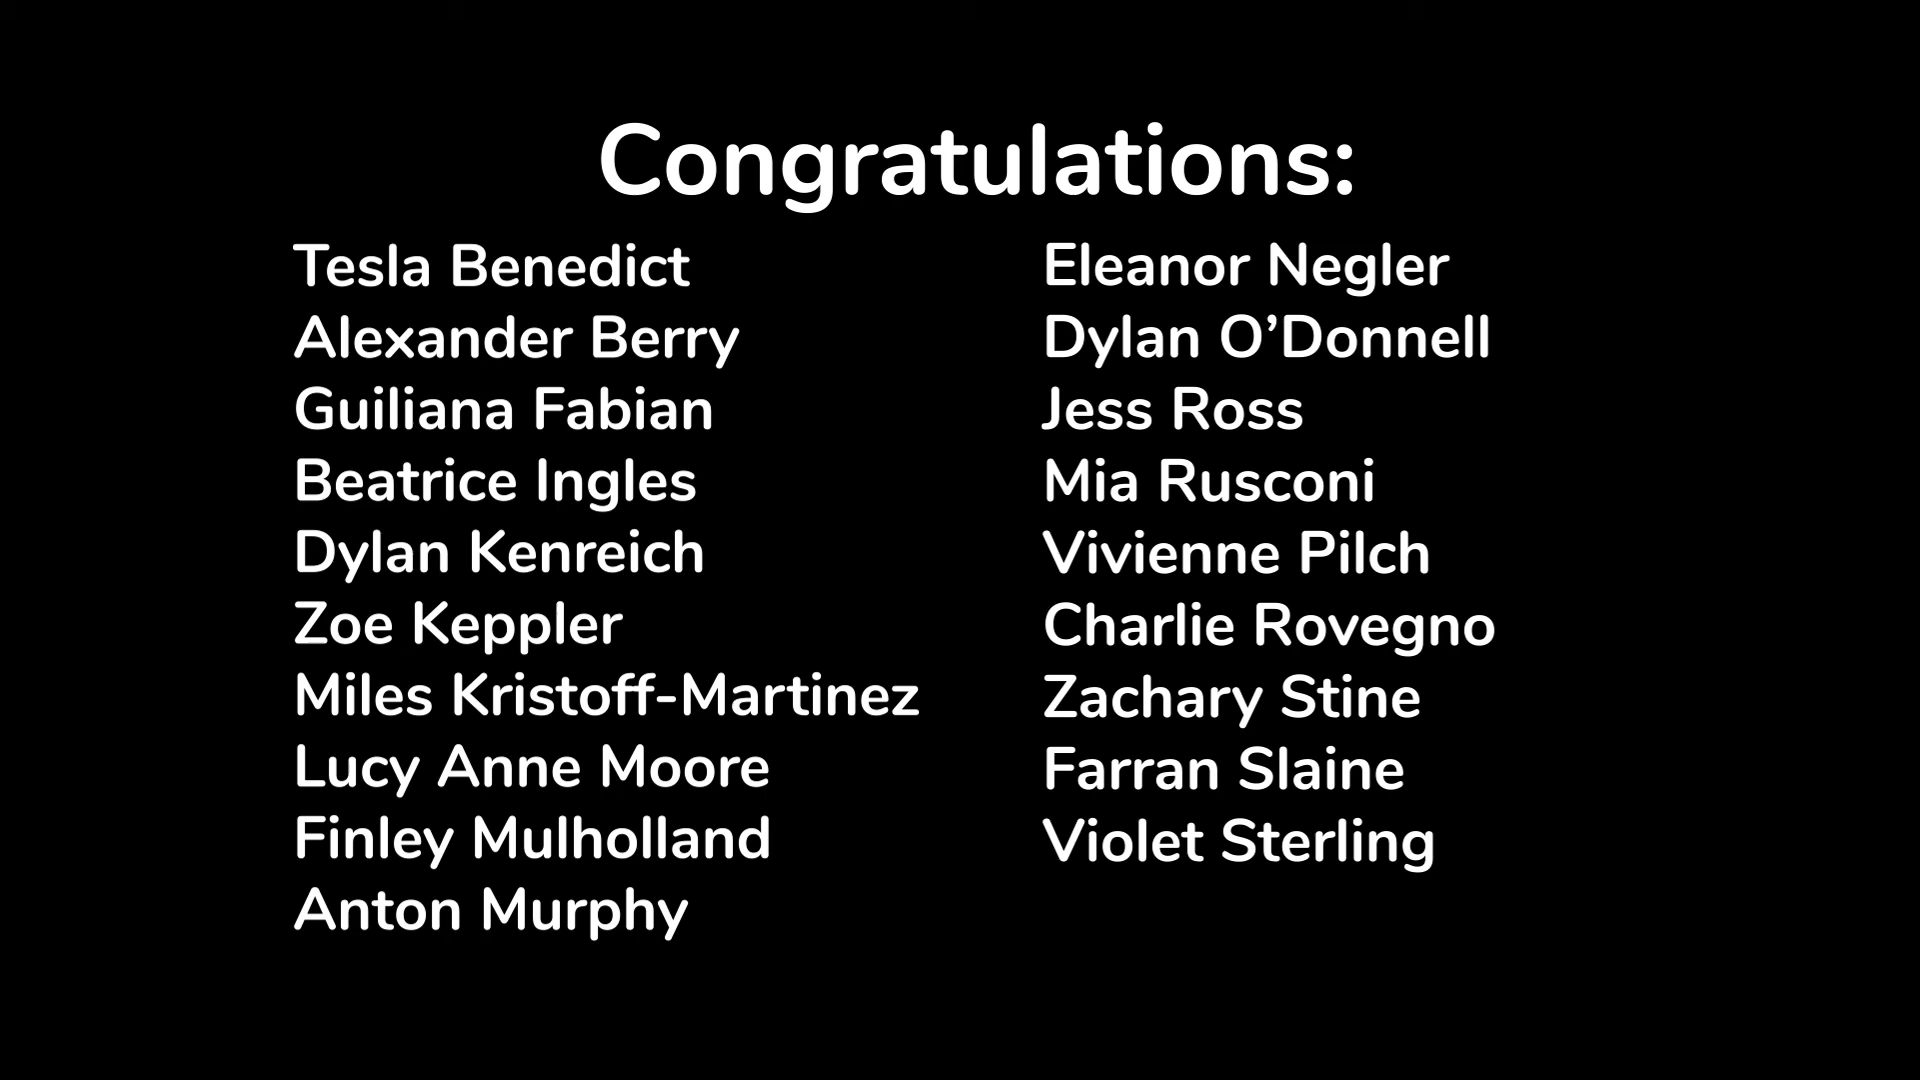 Congratulations:
Tesla Benedict
Alexander Berry
Guiliana Fabian
Beatrice Ingles
Dylan Kenreich
Zoe Keppler
Miles Kristoff-Martinez
Lucy Anne Moore
Finley Mulholland
Anton Murphy
Eleanor Negler
Dylan O’Donnell
Jess Ross
Mia Rusconi
Vivienne Pilch
Charlie Rovegno
Zachary Stine
Farran Slaine
Violet Sterling